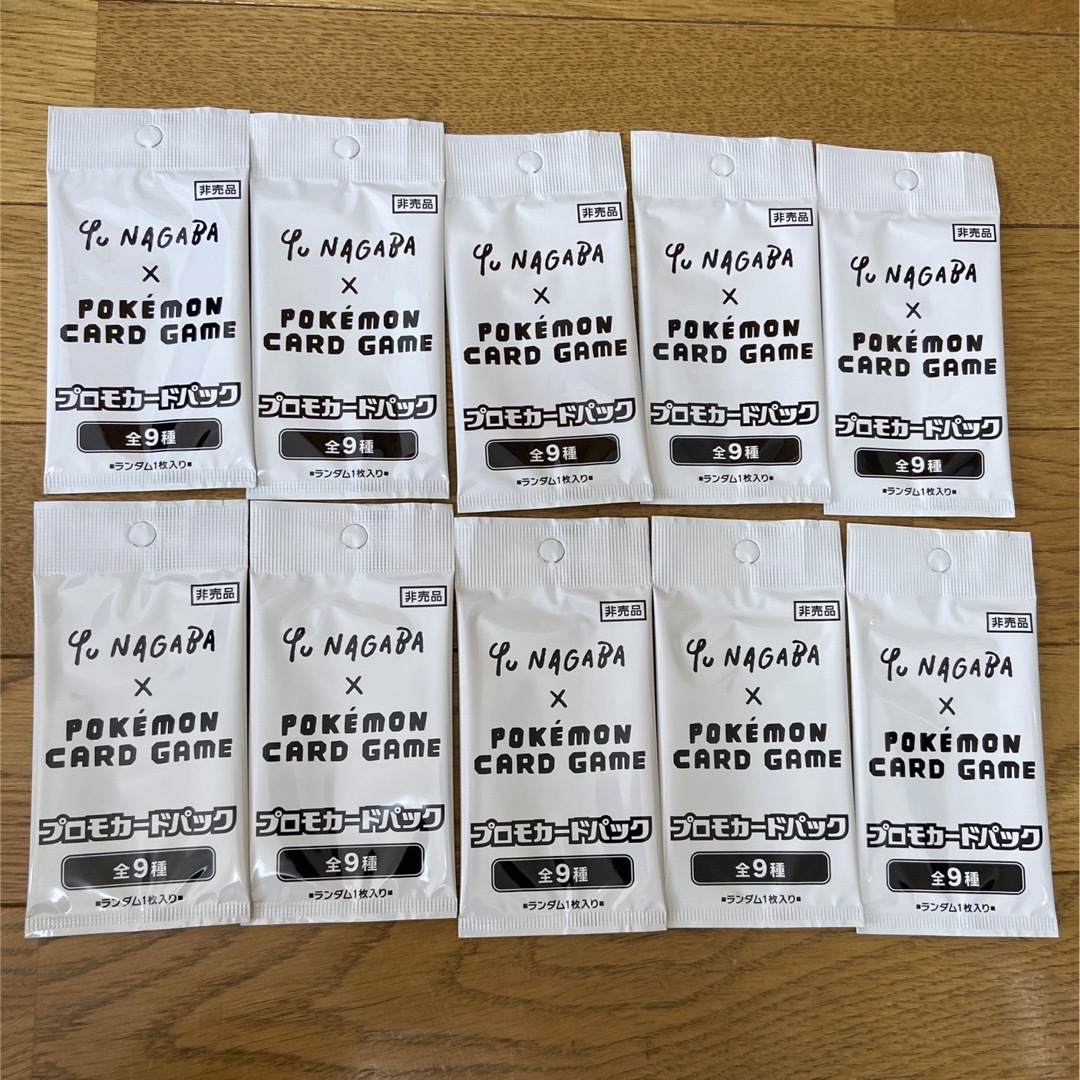 非売品
Yu NAGABA
×
POKÉMON
CARD GAME
プロモカードパック
全9種
■ランダム1枚入り■
非売品
Yu NAGABA
×
POKÉMON
CARD GAME
プロモカードパック
全9種
■ランダム1枚入り■
非売品
Yu NAGABA
×
POKÉMON
CARD GAME
プロモカードパック
全9種
■ランダム1枚入り■
非売品
Yu NAGABA
×
POKÉMON
CARD GAME
プロモカードパック
全9種
■ランダム1枚入り■
非売品
Yu NAGABA
×
POKÉMON
CARD GAME
プロモカードパック
全9種
■ランダム1枚入り■
非売品
Yu NAGABA
×
POKÉMON
CARD GAME
プロモカードパック
全9種
■ランダム1枚入り■
非売品
Yu NAGABA
×
POKÉMON
CARD GAME
プロモカードパック
全9種
■ランダム1枚入り■
非売品
Yu NAGABA
×
POKÉMON
CARD GAME
プロモカードパック
全9種
■ランダム1枚入り■
非売品
Yu NAGABA
×
POKÉMON
CARD GAME
プロモカードパック
全9種
■ランダム1枚入り■
非売品
Yu NAGABA
×
POKÉMON
CARD GAME
プロモカードパック
全9種
■ランダム1枚入り■